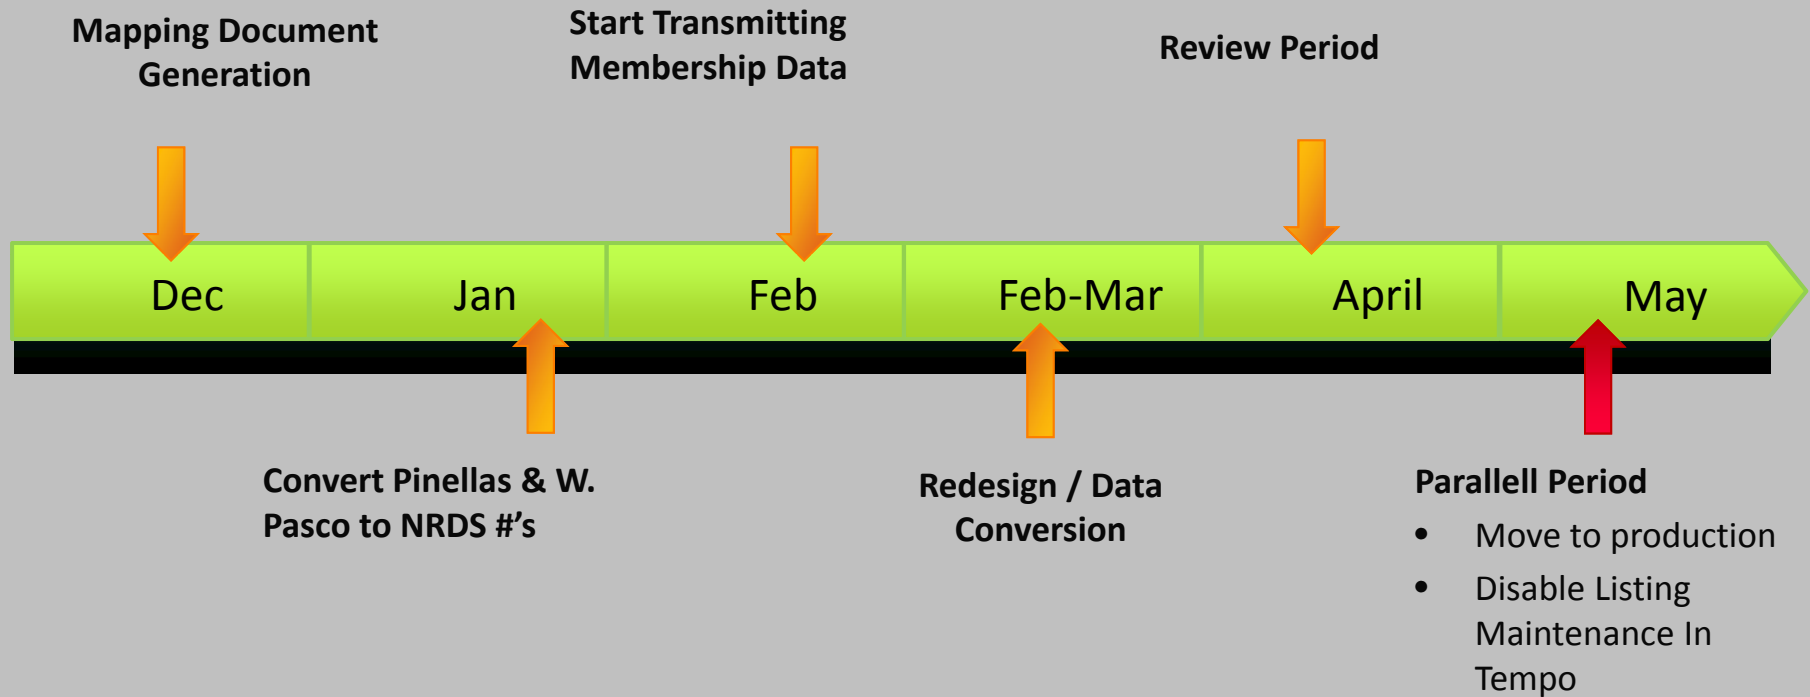 Mapping Document
Generation
Start Transmitting
Membership Data
Review Period
Dec
Jan
Feb
Feb-Mar
April
May
Convert Pinellas & W.
Pasco to NRDS #’s
Redesign / Data
Conversion
Parallell Period
• Move to production
• Disable Listing
Maintenance In
Tempo